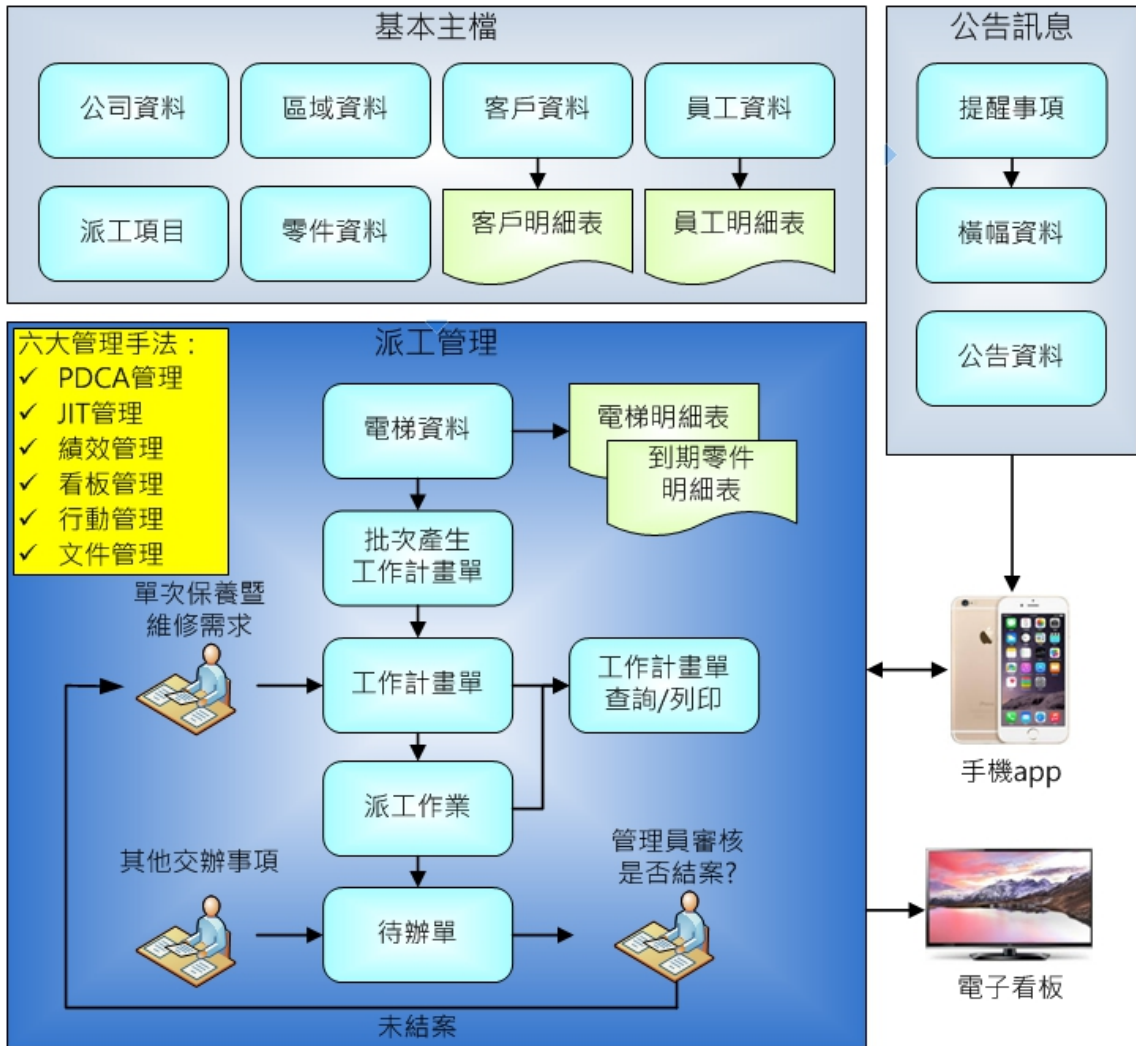 基本主檔
公司資料
區域資料
客戶資料
員工資料
派工項目
零件資料
客戶明細表
員工明細表
公告訊息
提醒事項
橫幅資料
公告資料
派工管理
六大管理手法：
✓ PDCA管理
✓ JIT管理
✓ 績效管理
✓ 看板管理
✓ 行動管理
✓ 文件管理
電梯資料
電梯明細表
到期零件
明細表
批次產生
工作計畫單
單次保養暨
維修需求
工作計畫單
工作計畫單
查詢/列印
派工作業
其他交辦事項
管理員審核
是否結案?
待辦單
未結案
手機app
電子看板